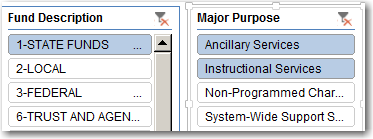 Fund Description
1-STATE FUNDS ...
2-LOCAL
3-FEDERAL ...
6-TRUST AND AGEN...
Major Purpose
Ancillary Services
Instructional Services
Non-Programmed Char...
System-Wide Support S...